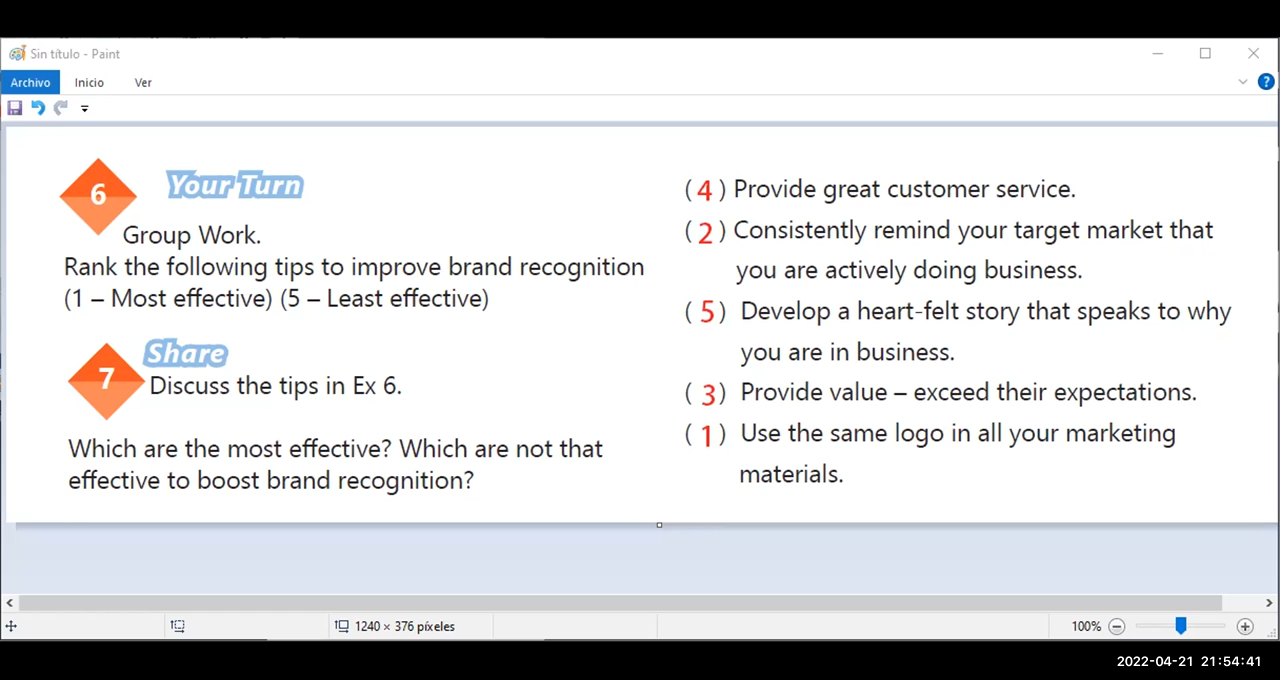 Sin título - Paint
Archivo Inicio Ver
6 Your Turn
Group Work.
Rank the following tips to improve brand recognition
(1 – Most effective) (5 – Least effective)
7 Share
Discuss the tips in Ex 6.
Which are the most effective? Which are not that
effective to boost brand recognition?
( 4 ) Provide great customer service.
( 2 ) Consistently remind your target market that
you are actively doing business.
( 5 ) Develop a heart-felt story that speaks to why
you are in business.
( 3 ) Provide value – exceed their expectations.
( 1 ) Use the same logo in all your marketing
materials.
1240 × 376 píxeles
100%
2022-04-21 21:54:41